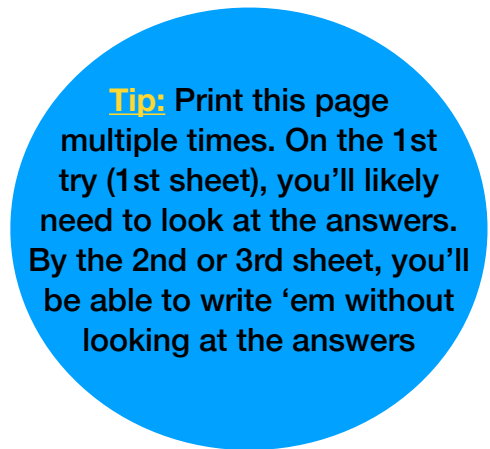 Tip: Print this page
multiple times. On the 1st
try (1st sheet), you’ll likely
need to look at the answers.
By the 2nd or 3rd sheet, you’ll
be able to write ‘em without
looking at the answers